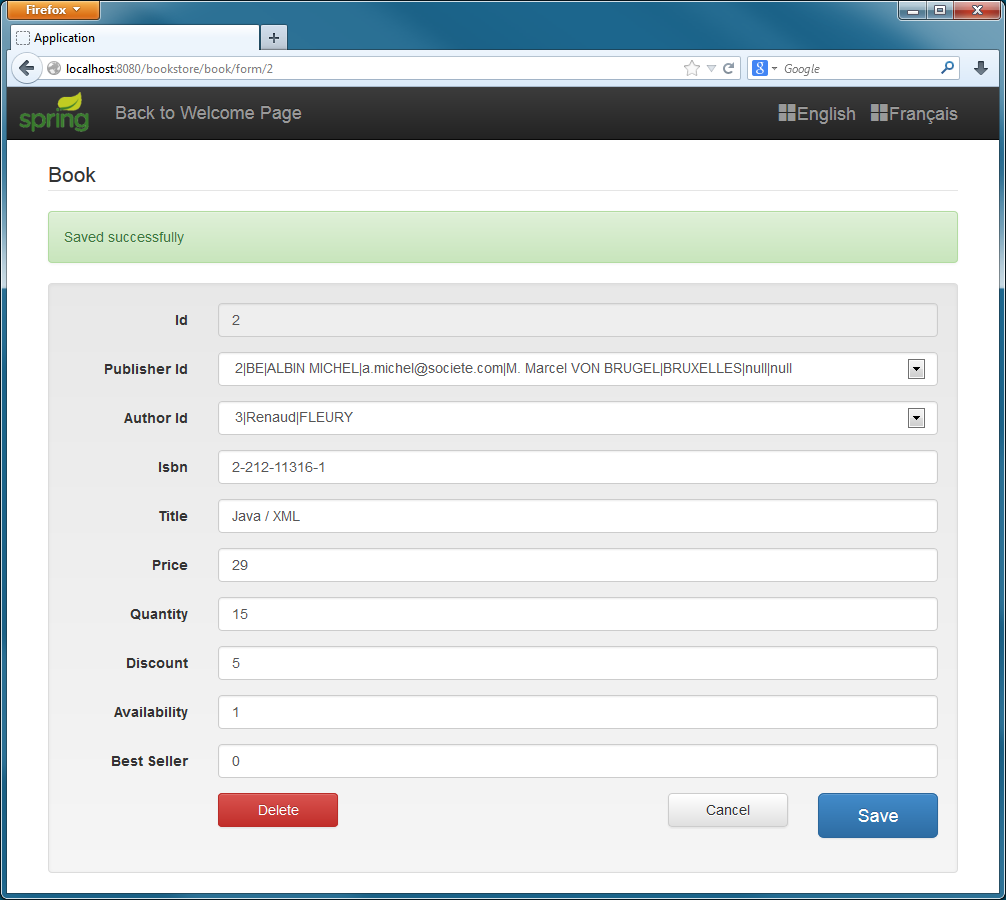 Firefox
Application
localhost:8080/bookstore/book/form/2
Google
spring
Back to Welcome Page
English
Français
Book
Saved successfully
Id
2
Publisher Id
2|BE|ALBIN MICHEL|a.michel@societe.com|M. Marcel VON BRUGEL|BRUXELLES|null|null
Author Id
3|Renaud|FLEURY
Isbn
2-212-11316-1
Title
Java / XML
Price
29
Quantity
15
Discount
5
Availability
1
Best Seller
0
Delete
Cancel
Save